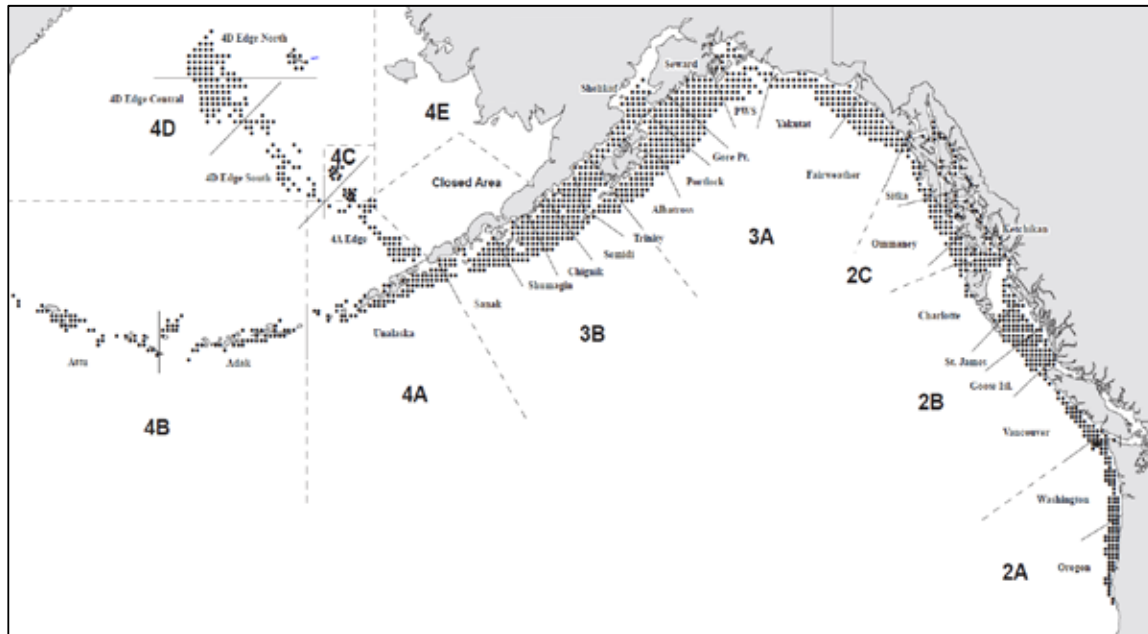 4D Edge North
4D Edge Central
4D
4E
4D Edge South
4C
Closed Area
4A Edge
Shelikof
Seward
PWS
Yakutat
Gore Pt.
Fairweather
Portlock
Albatross
Sitka
Trinity
3A
Ketchikan
Semidi
Ommaney
Chignik
2C
Shumagin
Sanak
Charlotte
Unalaska
3B
Attu
Adak
St. James
Goose Isl.
4A
2B
4B
Vancouver
Washington
2A
Oregon